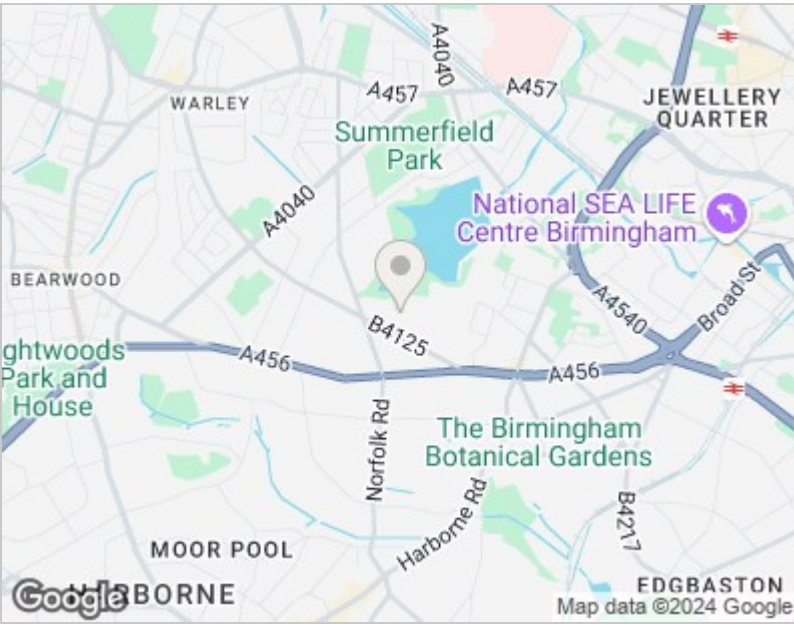 A4040
A457
A457
WARLEY
JEWELLERY
QUARTER
Summerfield
Park
A4040
National SEA LIFE
Centre Birmingham
BEARWOOD
A4540
Broad St
B4125
ghtwoods
Park and
House
A456
A456
Norfolk Rd
The Birmingham
Botanical Gardens
Harborne Rd
B4217
MOOR POOL
EDGBASTON
Google
RBORNE
Map data ©2024 Google